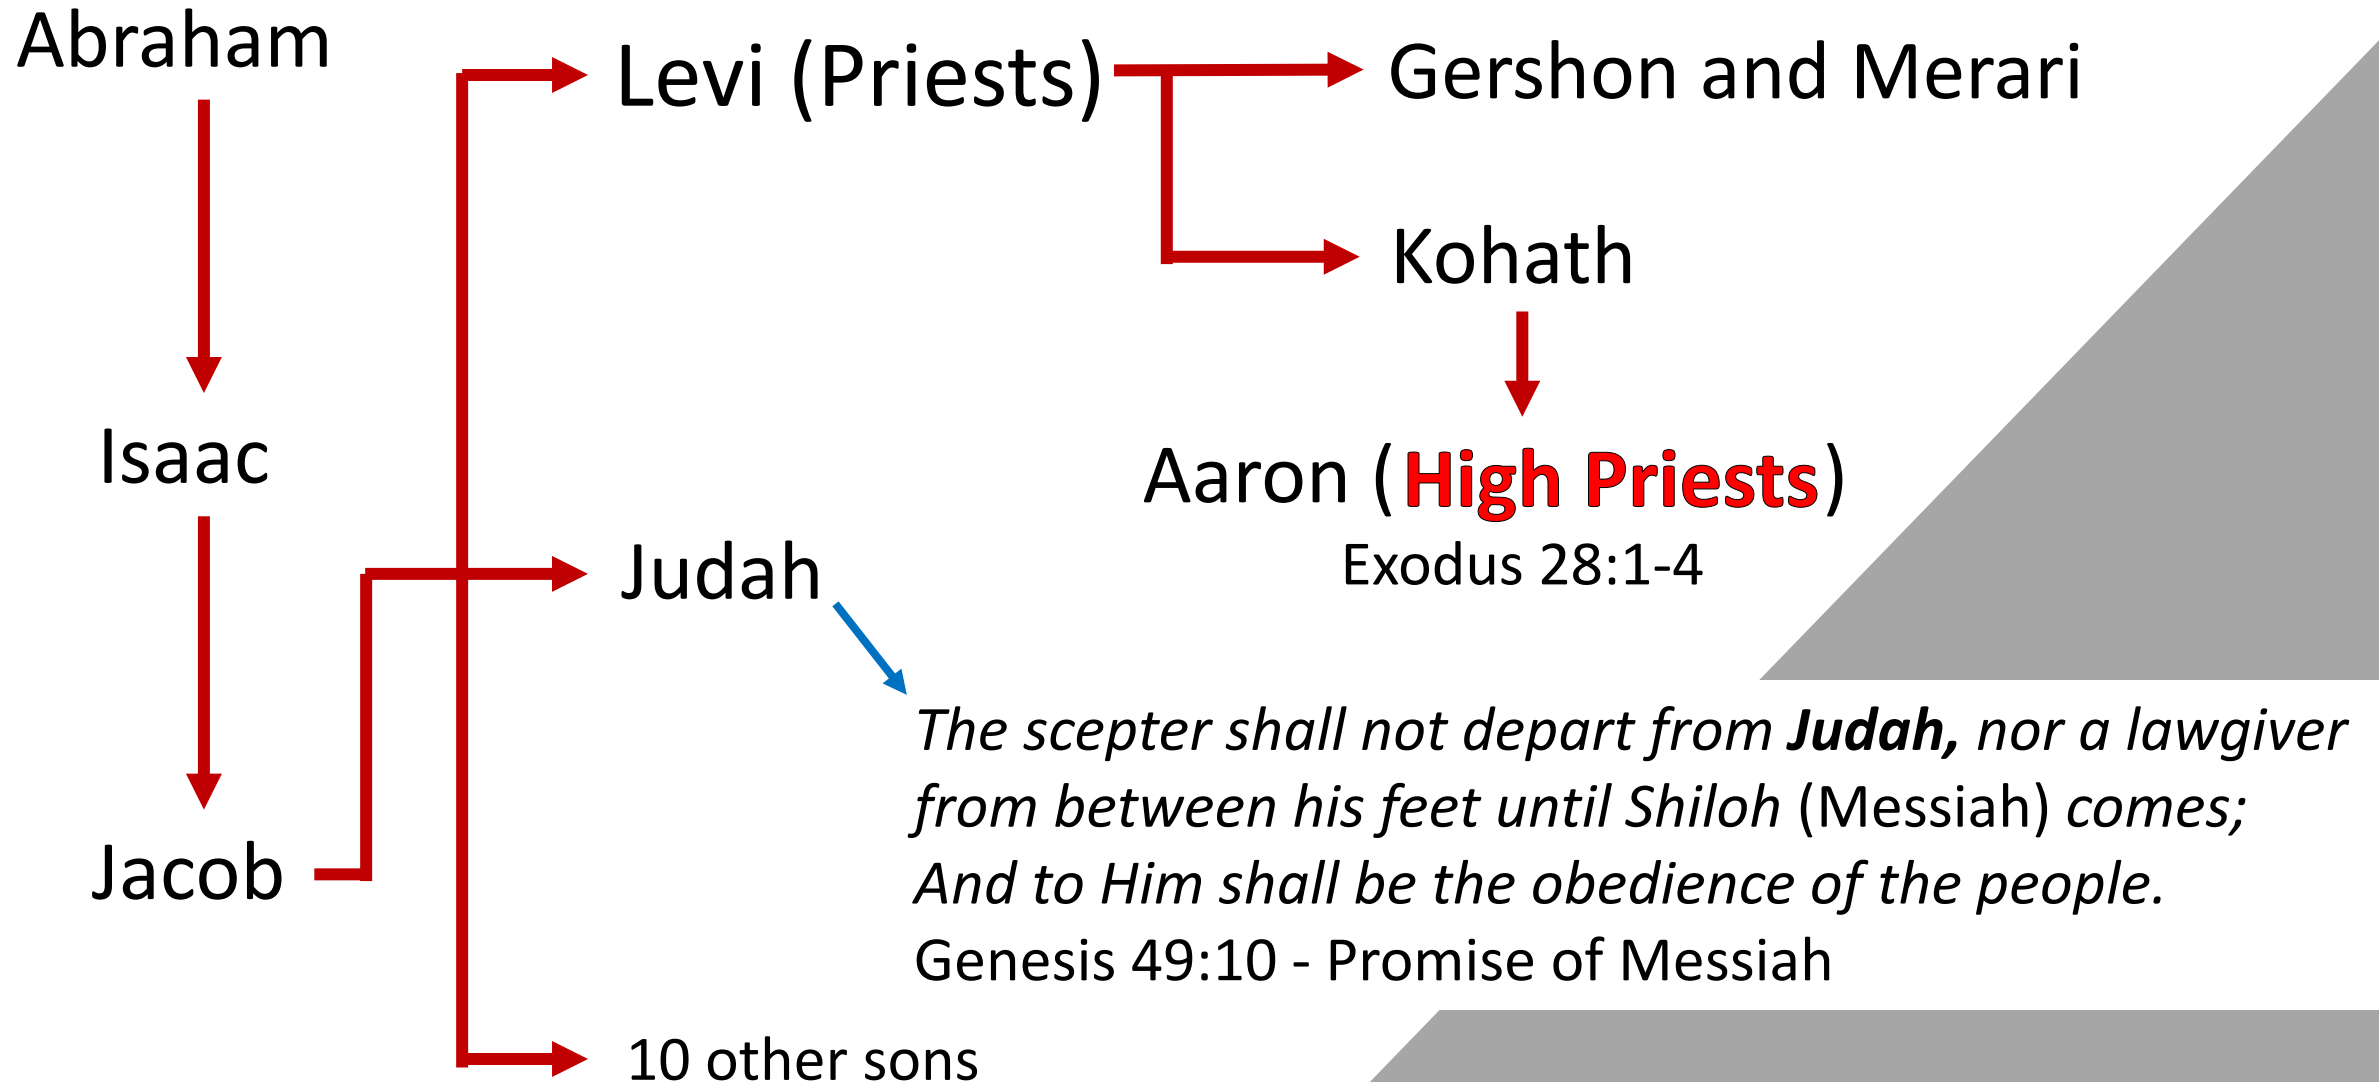 Abraham
Isaac
Jacob
Levi (Priests)
Gershon and Merari
Kohath
Aaron (High Priests)
Exodus 28:1-4
Judah
The scepter shall not depart from Judah, nor a lawgiver
from between his feet until Shiloh (Messiah) comes;
And to Him shall be the obedience of the people.
Genesis 49:10 - Promise of Messiah
10 other sons